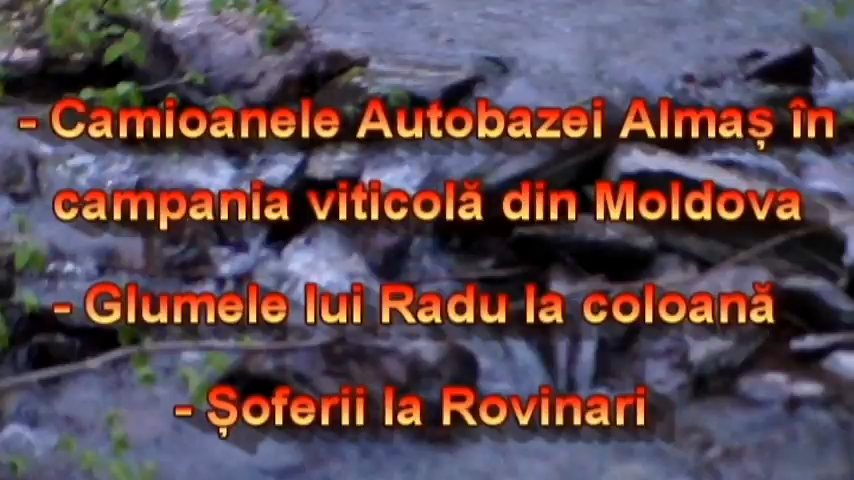 - Camioanele Autobazei Almaș în
campania viticolă din Moldova
- Glumele lui Radu la coloană
- Șoferii la Rovinari